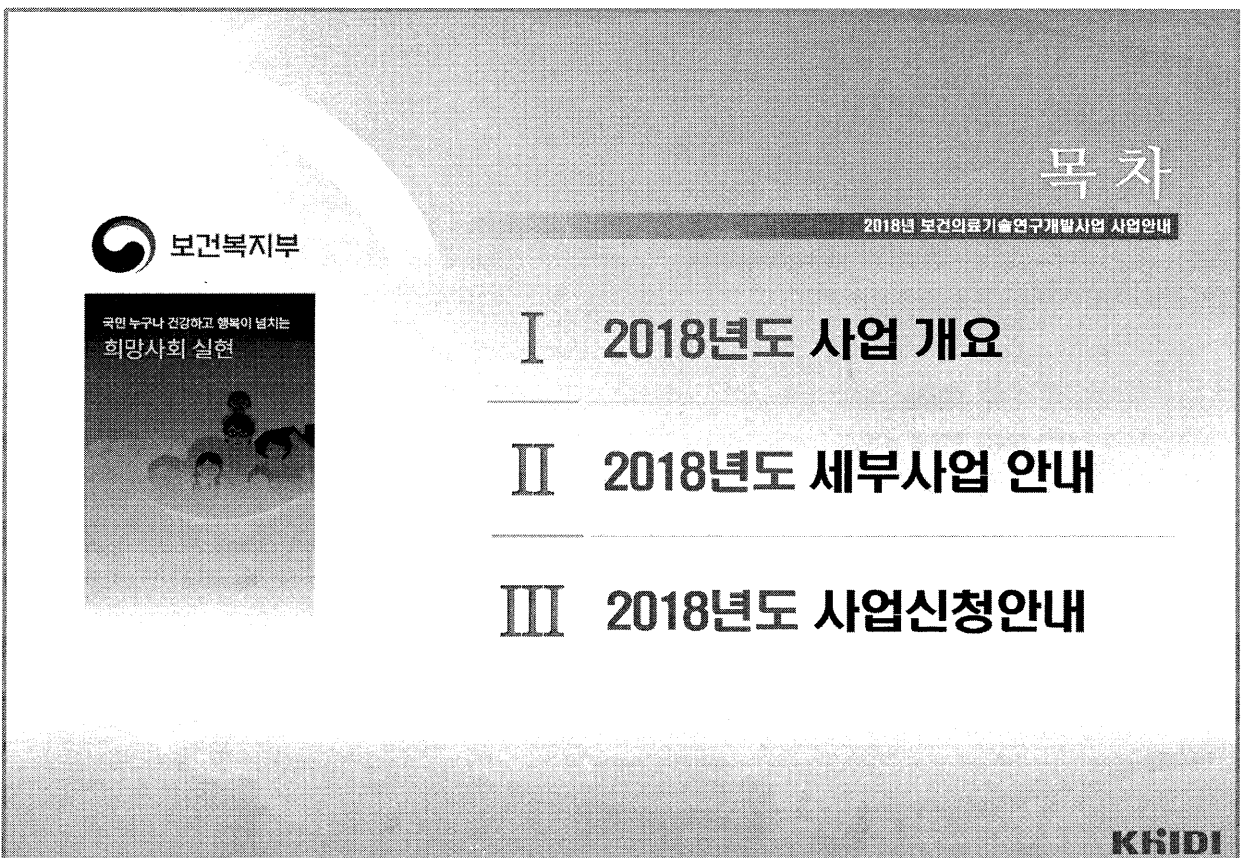 목 차
2018년 보건의료기술연구개발사업 사업안내
보건복지부
국민 누구나 건강하고 행복이 넘치는
희망사회 실현
I 2018년도 사업 개요
II 2018년도 세부사업 안내
III 2018년도 사업신청안내
KHIDI